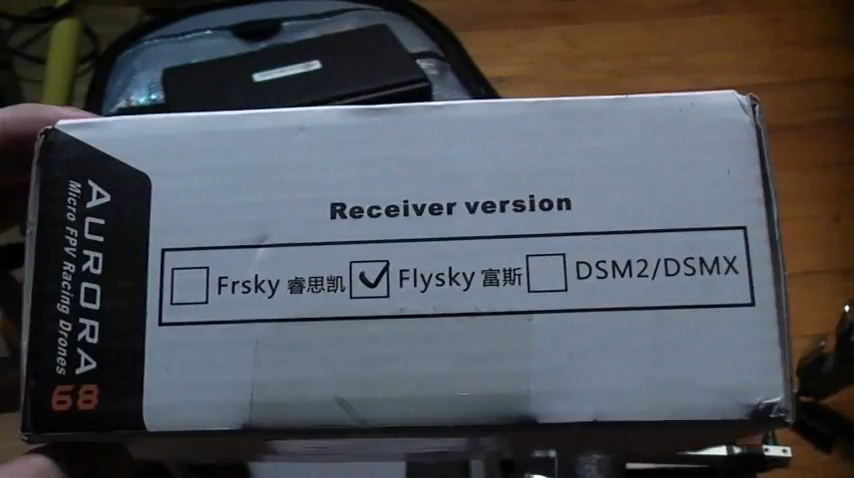 AURORA
68
Micro FPV Racing Drones
Receiver version
Frsky 睿思凯 Flysky 富斯 DSM2/DSMX